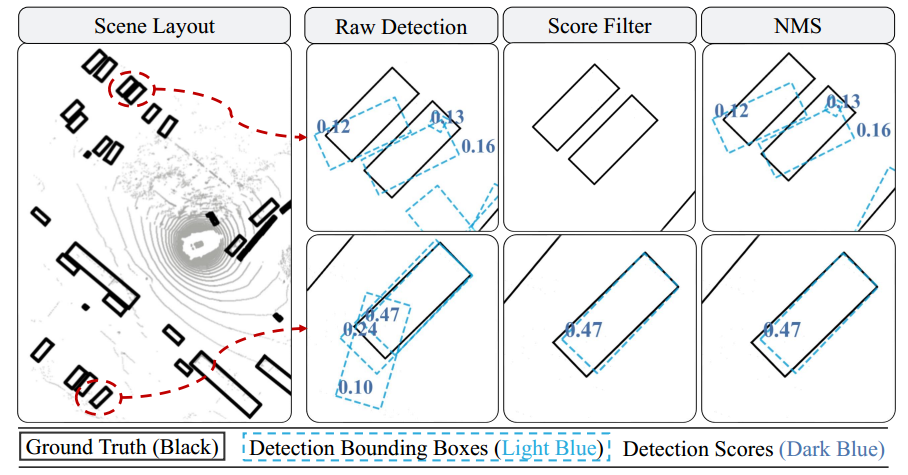 Scene Layout
Raw Detection
Score Filter
NMS
0.12
0.13
0.16
0.12
0.13
0.16
0.47
0.24
0.10
0.47
0.47
Ground Truth (Black)
Detection Bounding Boxes (Light Blue)
Detection Scores (Dark Blue)